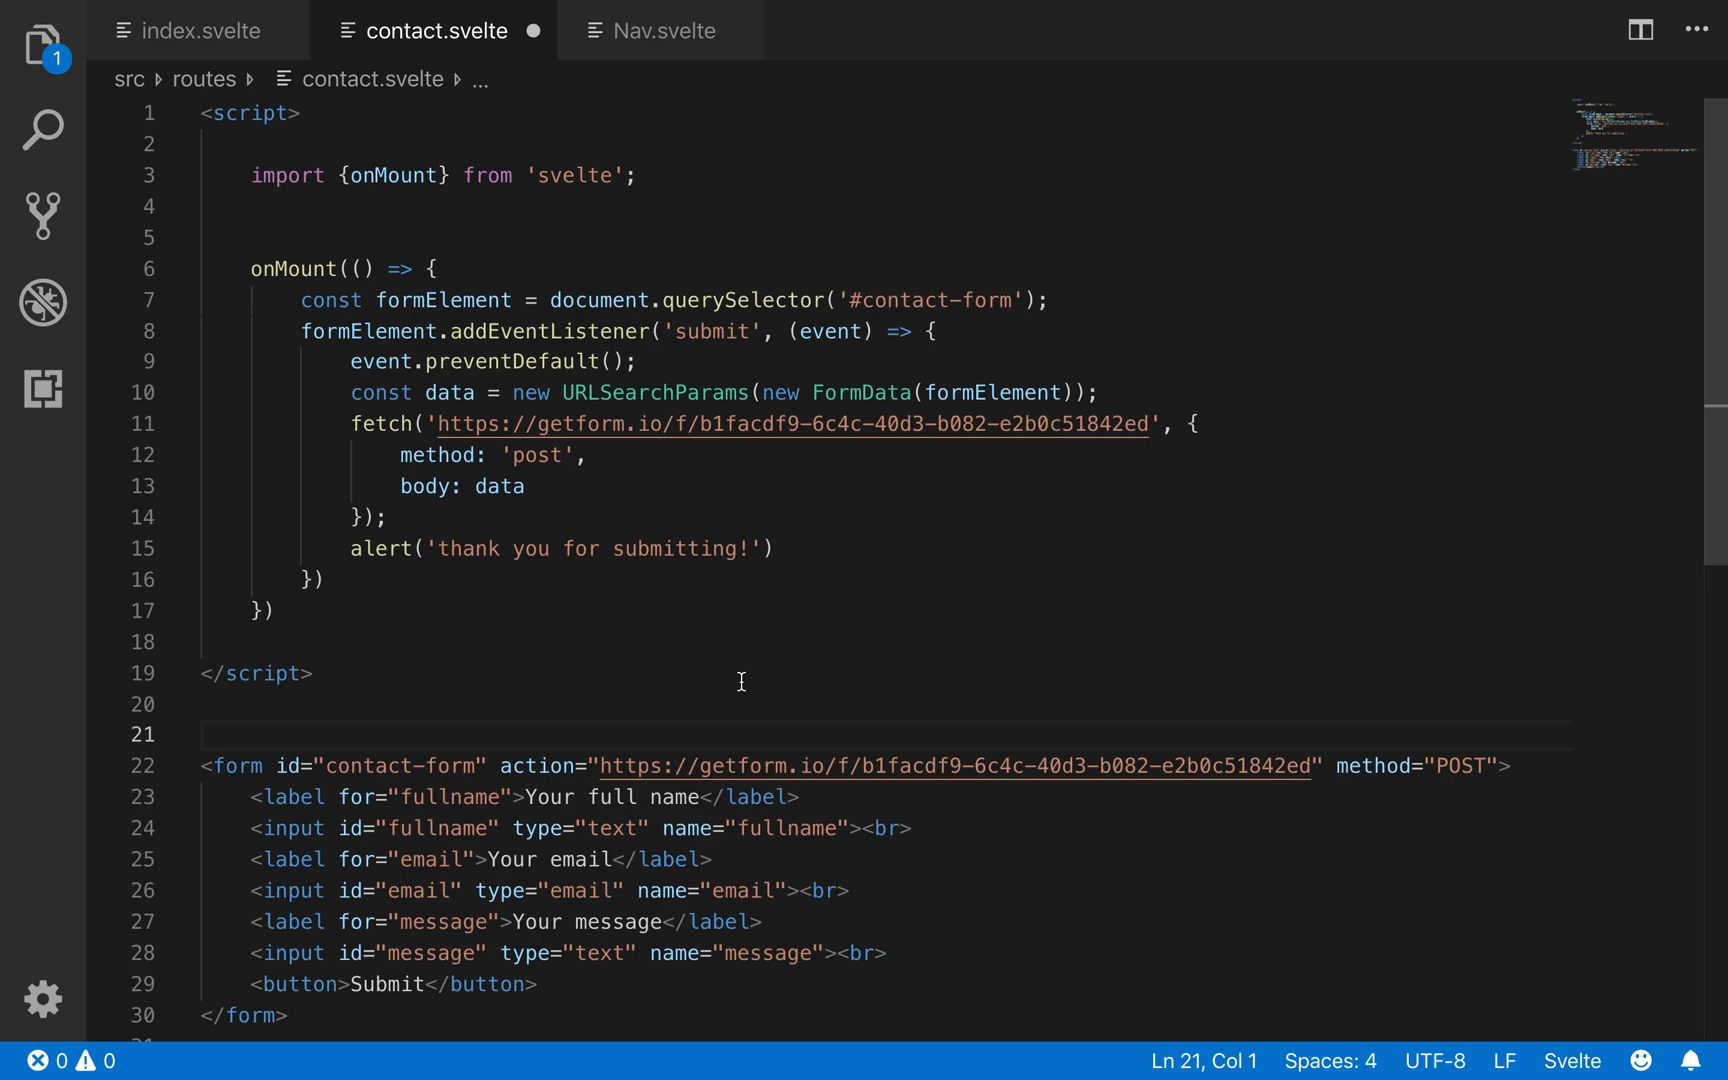 index.svelte
contact.svelte
Nav.svelte
1
src routes contact.svelte ...
1 <script>
2
3 import {onMount} from 'svelte';
4
5
6 onMount(() => {
7 const formElement = document.querySelector('#contact-form');
8 formElement.addEventListener('submit', (event) => {
9 event.preventDefault();
10 const data = new URLSearchParams(new FormData(formElement));
11 fetch('https://getform.io/f/b1facdf9-6c4c-40d3-b082-e2b0c51842ed', {
12 method: 'post',
13 body: data
14 });
15 alert('thank you for submitting!')
16 })
17 })
18
19 </script>
20
21
22 <form id="contact-form" action="https://getform.io/f/b1facdf9-6c4c-40d3-b082-e2b0c51842ed" method="POST">
23 <label for="fullname">Your full name</label>
24 <input id="fullname" type="text" name="fullname"><br>
25 <label for="email">Your email</label>
26 <input id="email" type="email" name="email"><br>
27 <label for="message">Your message</label>
28 <input id="message" type="text" name="message"><br>
29 <button>Submit</button>
30 </form>
0 0 Ln 21, Col 1 Spaces: 4 UTF-8 LF Svelte